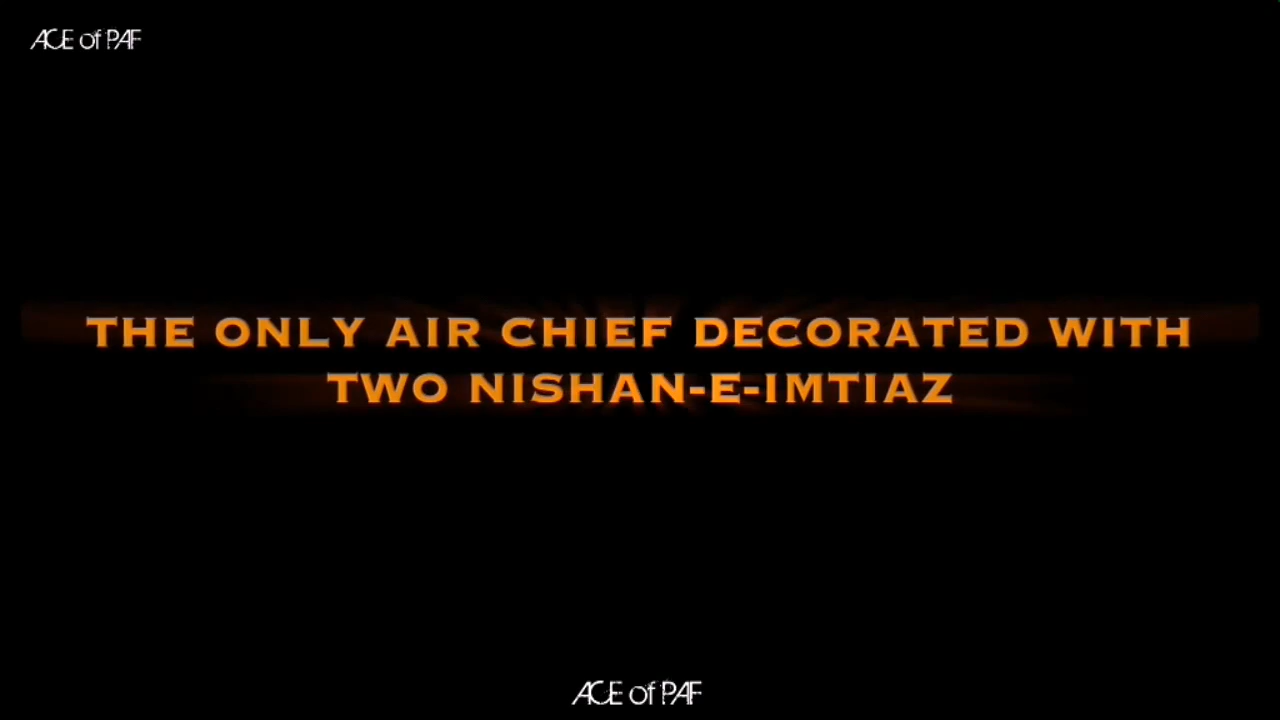 ACE of PAF
THE ONLY AIR CHIEF DECORATED WITH
TWO NISHAN-E-IMTIAZ
ACE of PAF